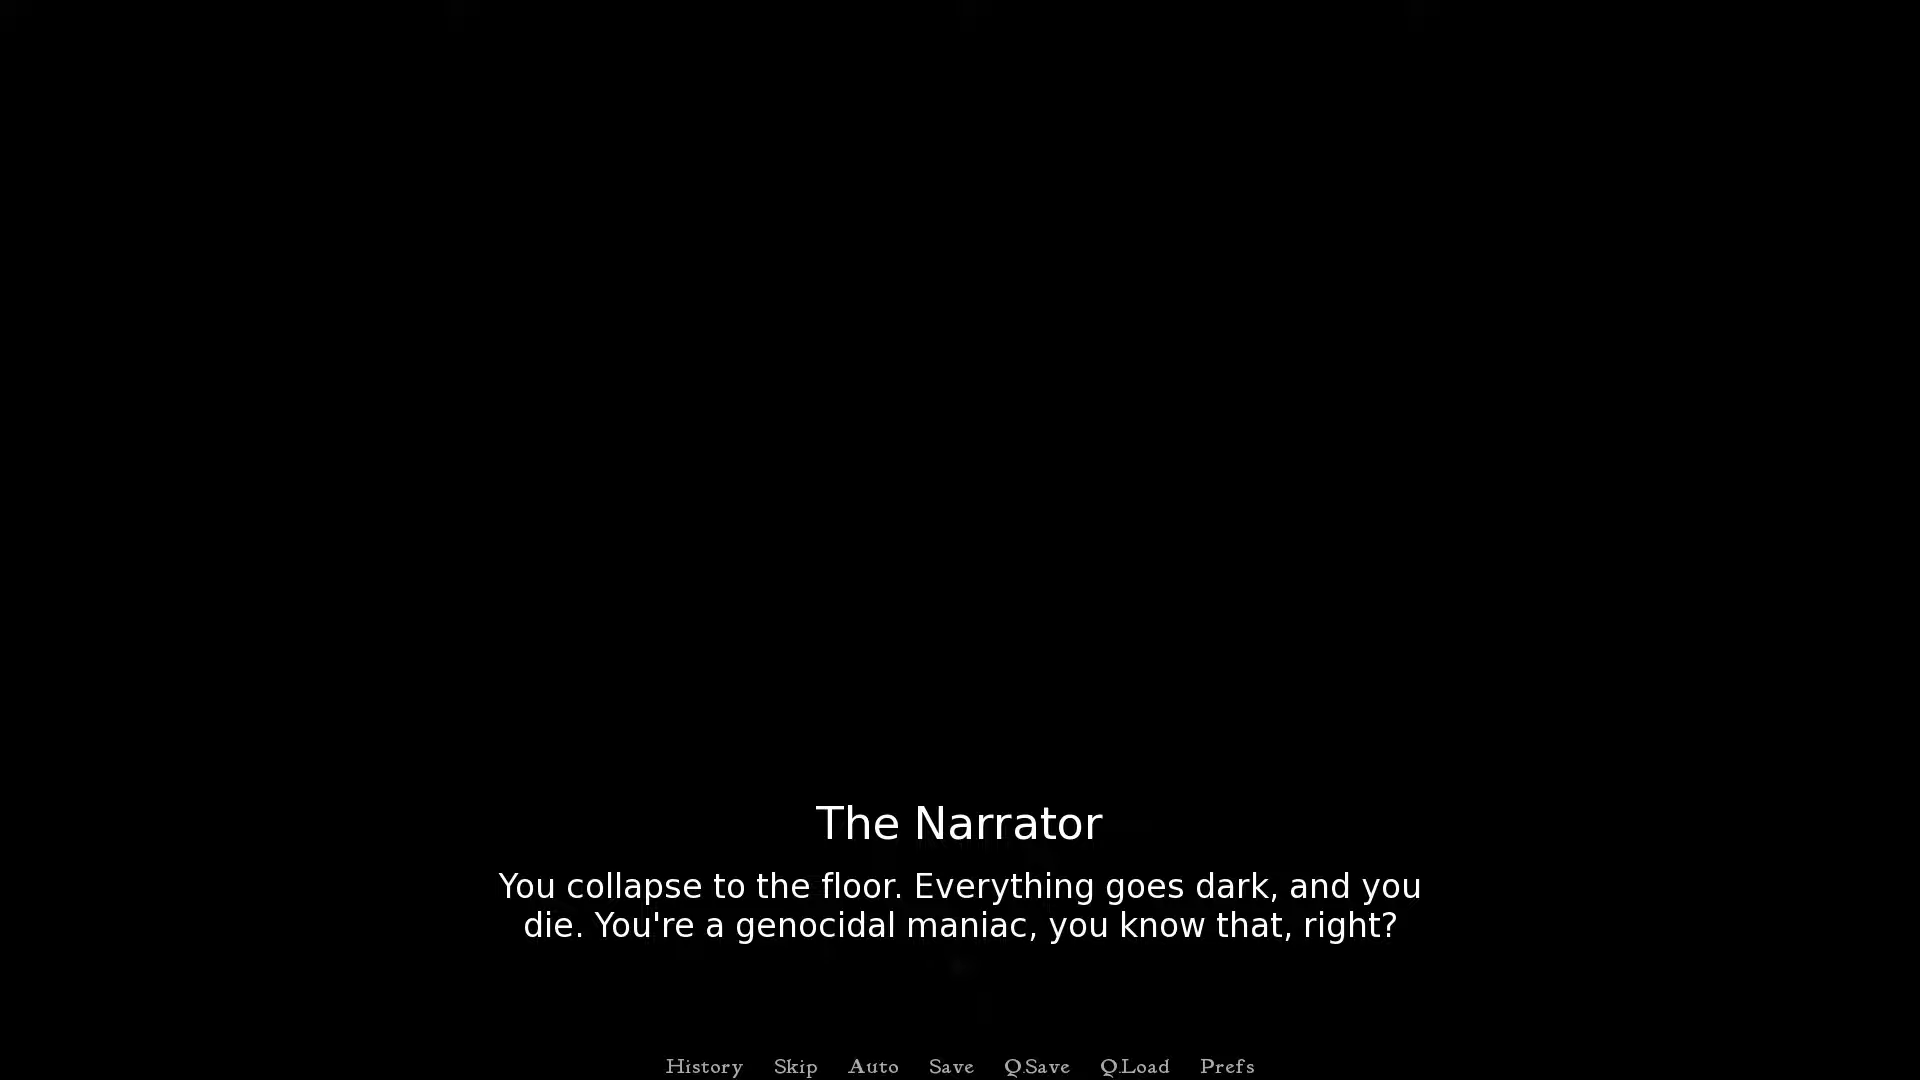 The Narrator
You collapse to the floor. Everything goes dark, and you
die. You're a genocidal maniac, you know that, right?
History Skip Auto Save Q.Save Q.Load Prefs